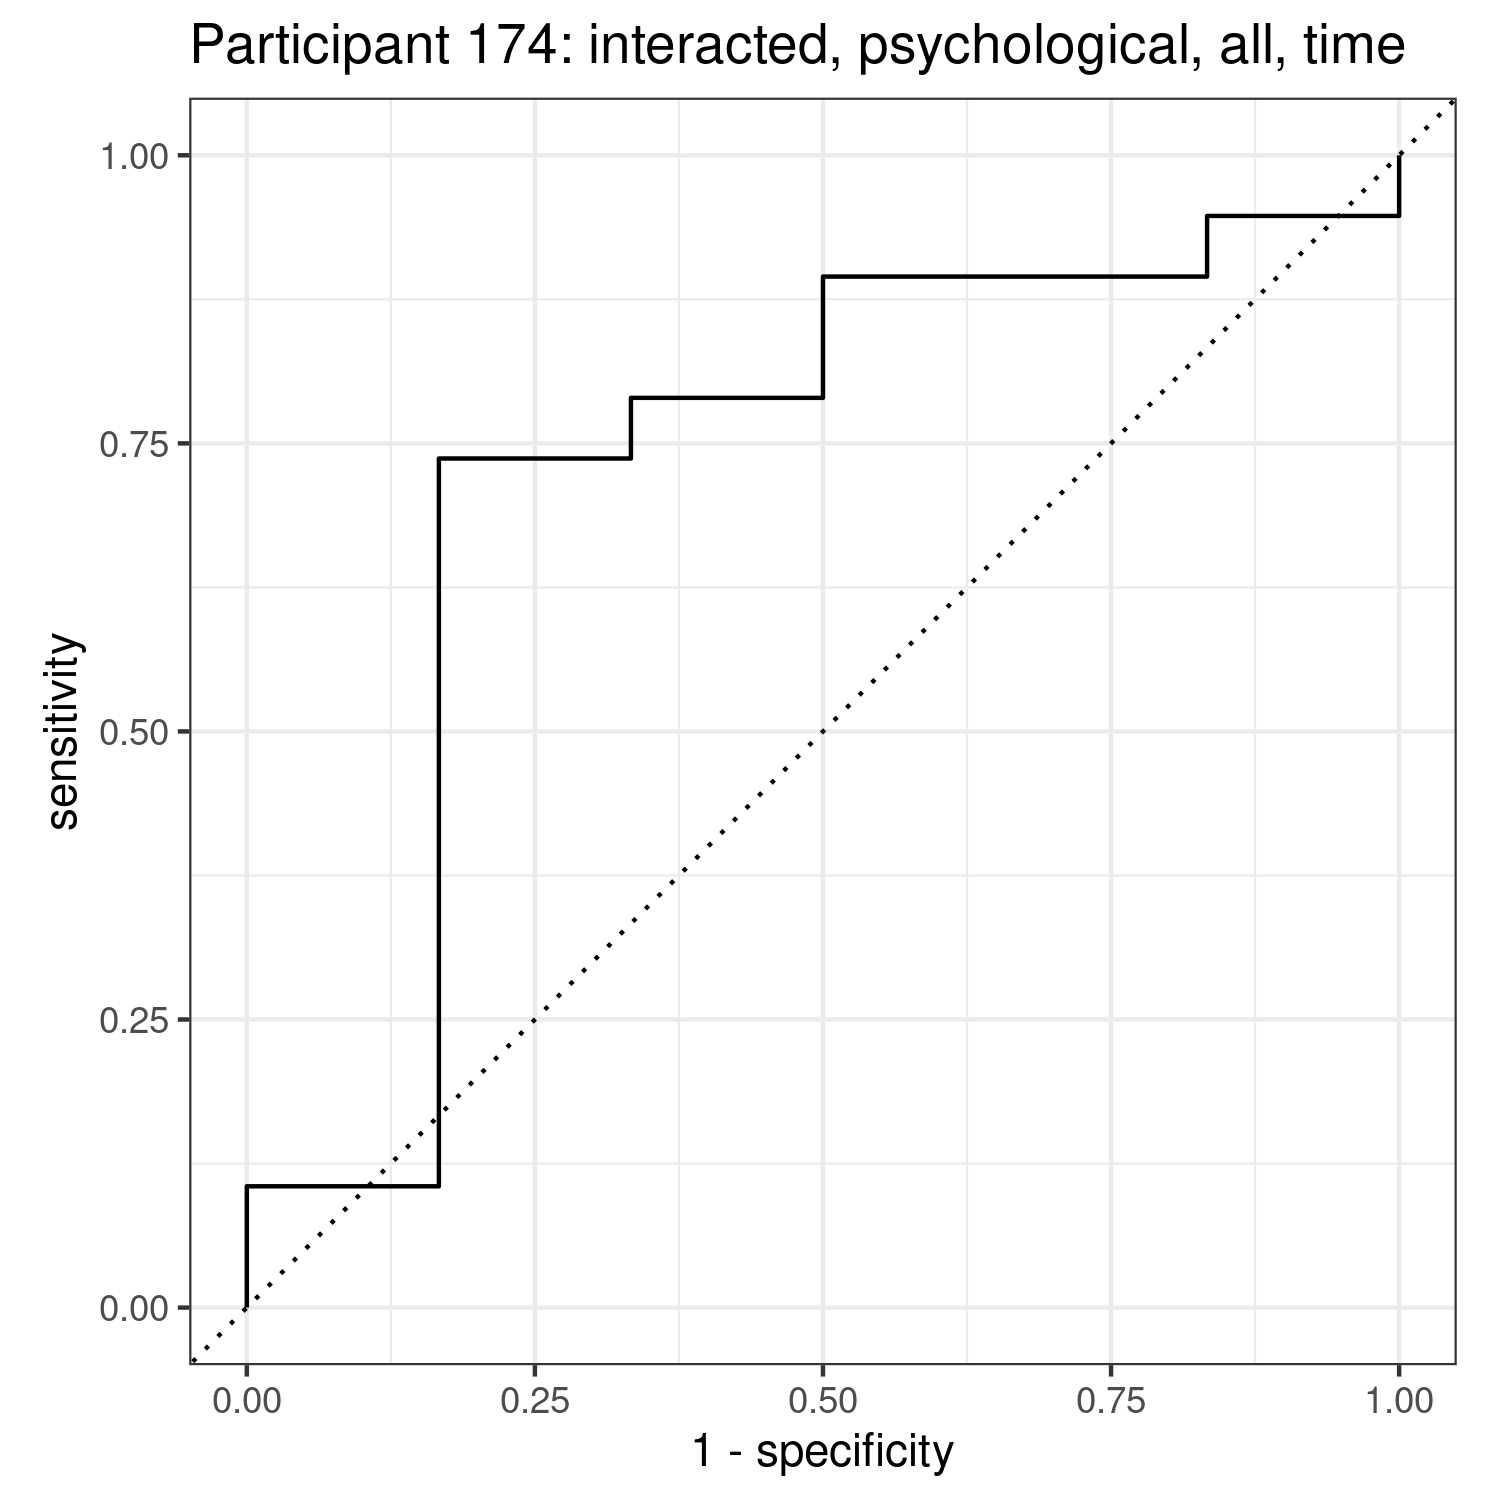 Participant 174: interacted, psychological, all, time
1.00
0.75
0.50
0.25
0.00
sensitivity
0.00 0.25 0.50 0.75 1.00
1 - specificity